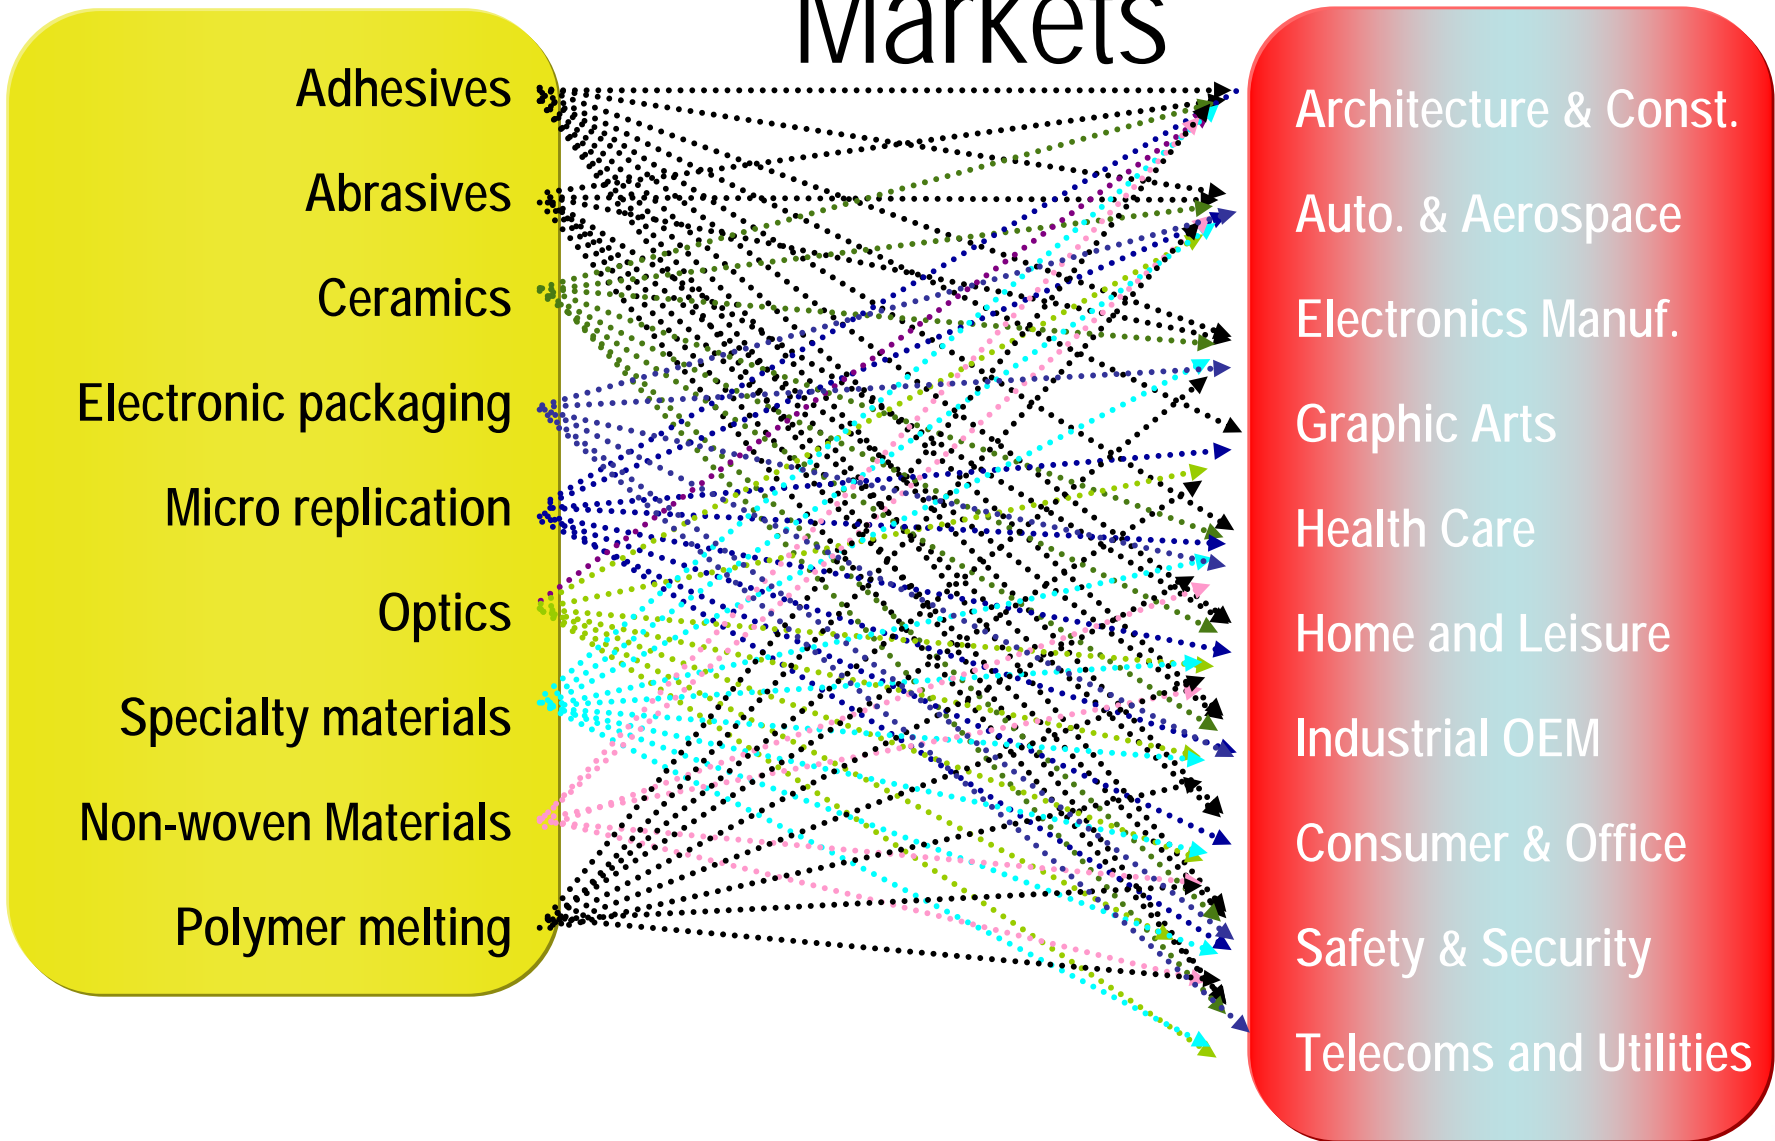 Markets
Adhesives
Abrasives
Ceramics
Electronic packaging
Micro replication
Optics
Specialty materials
Non-woven Materials
Polymer melting
Architecture & Const.
Auto. & Aerospace
Electronics Manuf.
Graphic Arts
Health Care
Home and Leisure
Industrial OEM
Consumer & Office
Safety & Security
Telecoms and Utilities